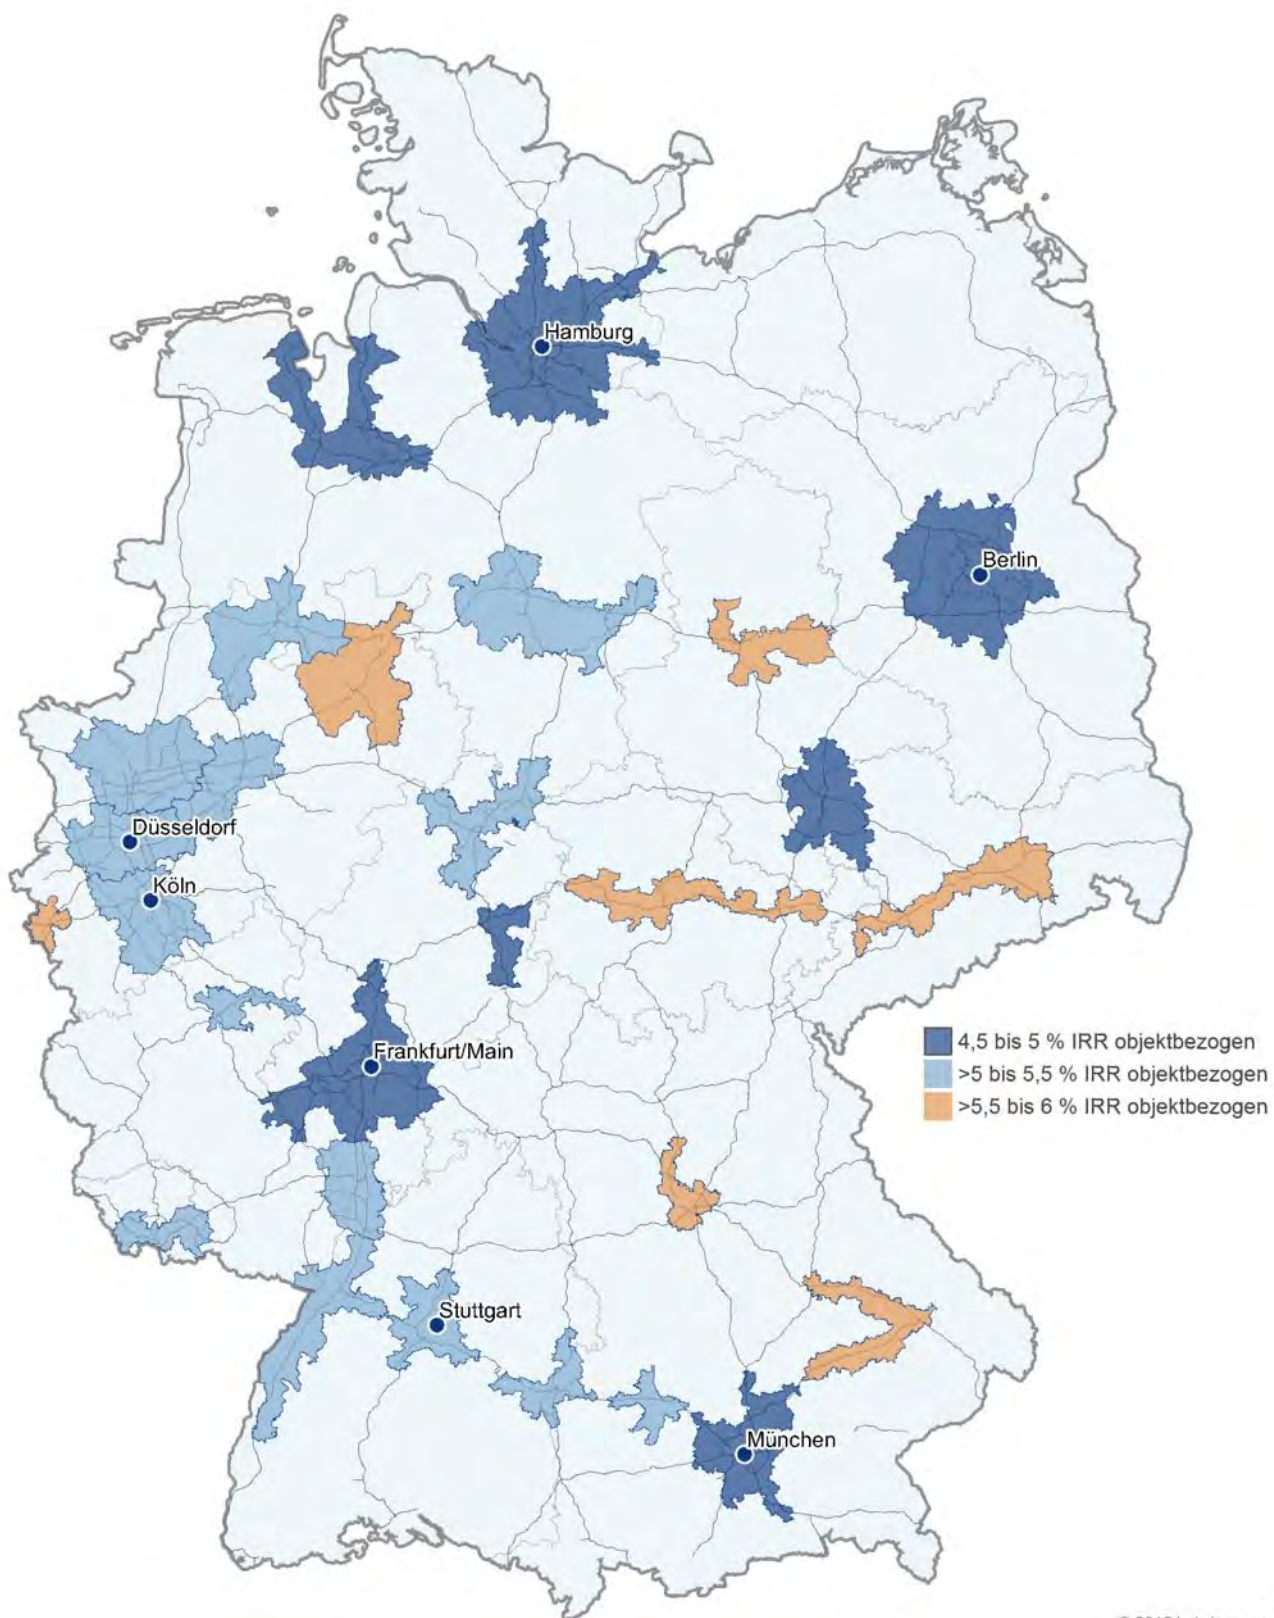 Hamburg
Berlin
Düsseldorf
Köln
Frankfurt/Main
4,5 bis 5 % IRR objektbezogen
>5 bis 5,5 % IRR objektbezogen
>5,5 bis 6 % IRR objektbezogen
Stuttgart
München